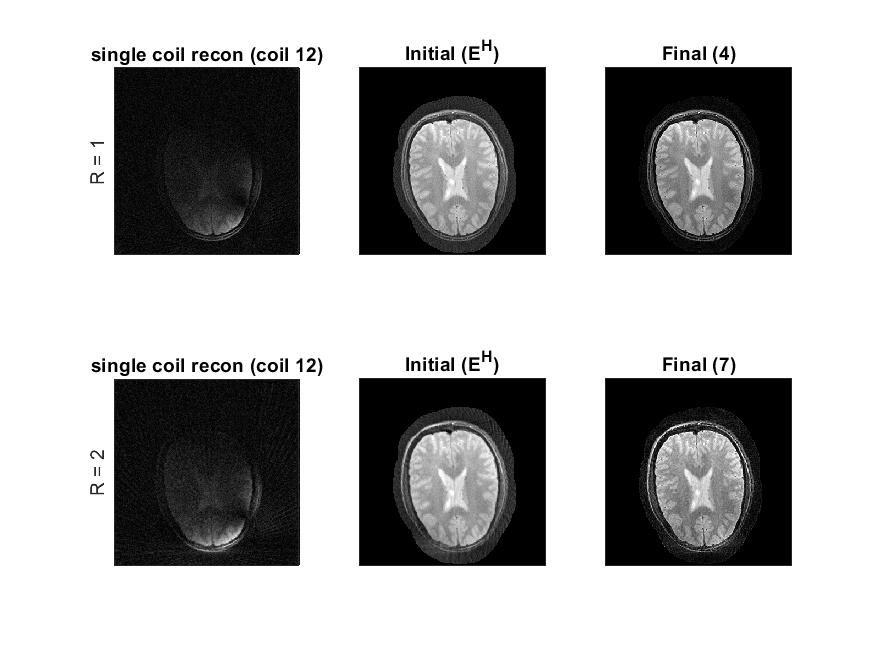 single coil recon (coil 12)
Initial (E^H)
Final (4)
R = 1
single coil recon (coil 12)
Initial (E^H)
Final (7)
R = 2